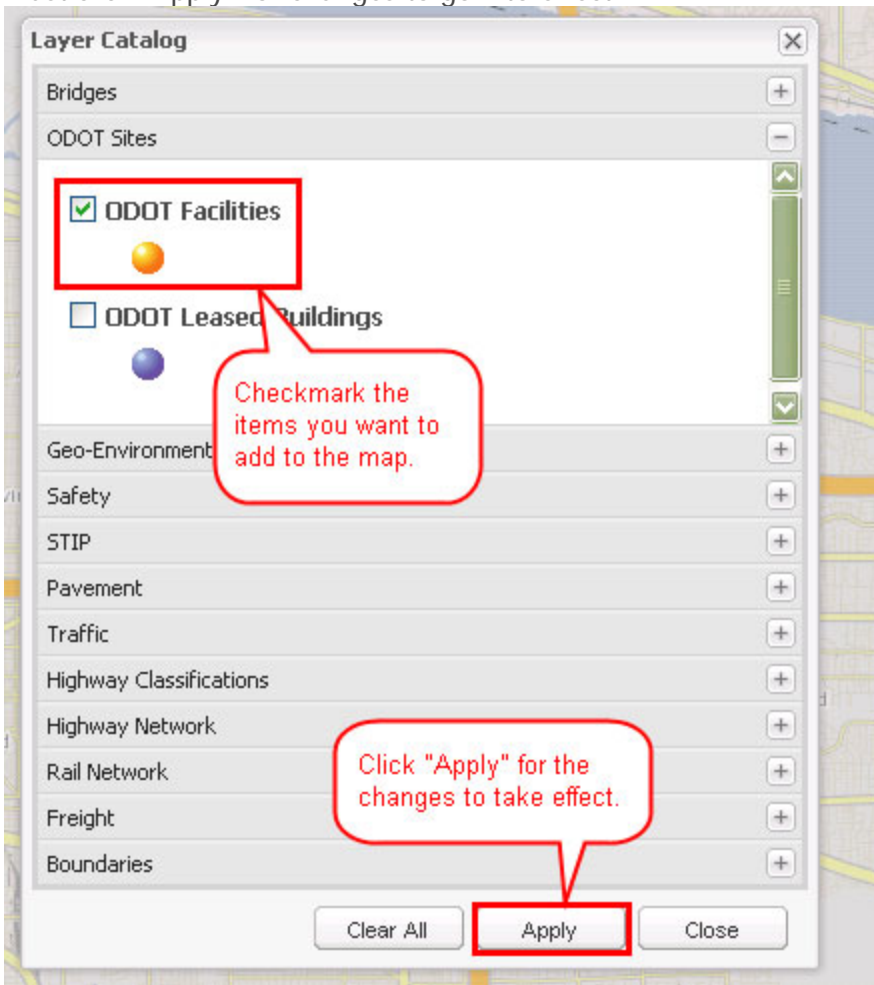 Layer Catalog
Bridges
ODOT Sites
ODOT Facilities
ODOT Leased Buildings
Checkmark the
items you want to
add to the map.
Geo-Environment
Safety
STIP
Pavement
Traffic
Highway Classifications
Highway Network
Rail Network
Click "Apply" for the
changes to take effect.
Freight
Boundaries
Clear All
Apply
Close